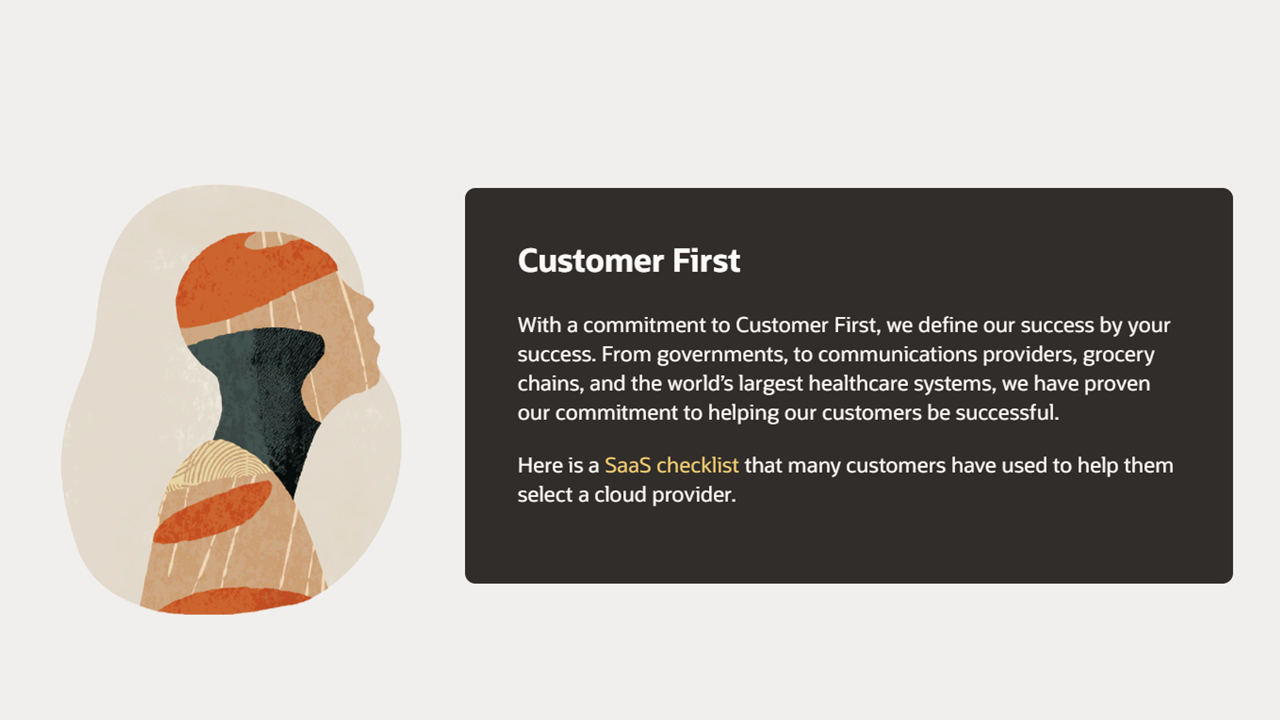 Customer First
With a commitment to Customer First, we define our success by your
success. From governments, to communications providers, grocery
chains, and the world’s largest healthcare systems, we have proven
our commitment to helping our customers be successful.
Here is a SaaS checklist that many customers have used to help them
select a cloud provider.